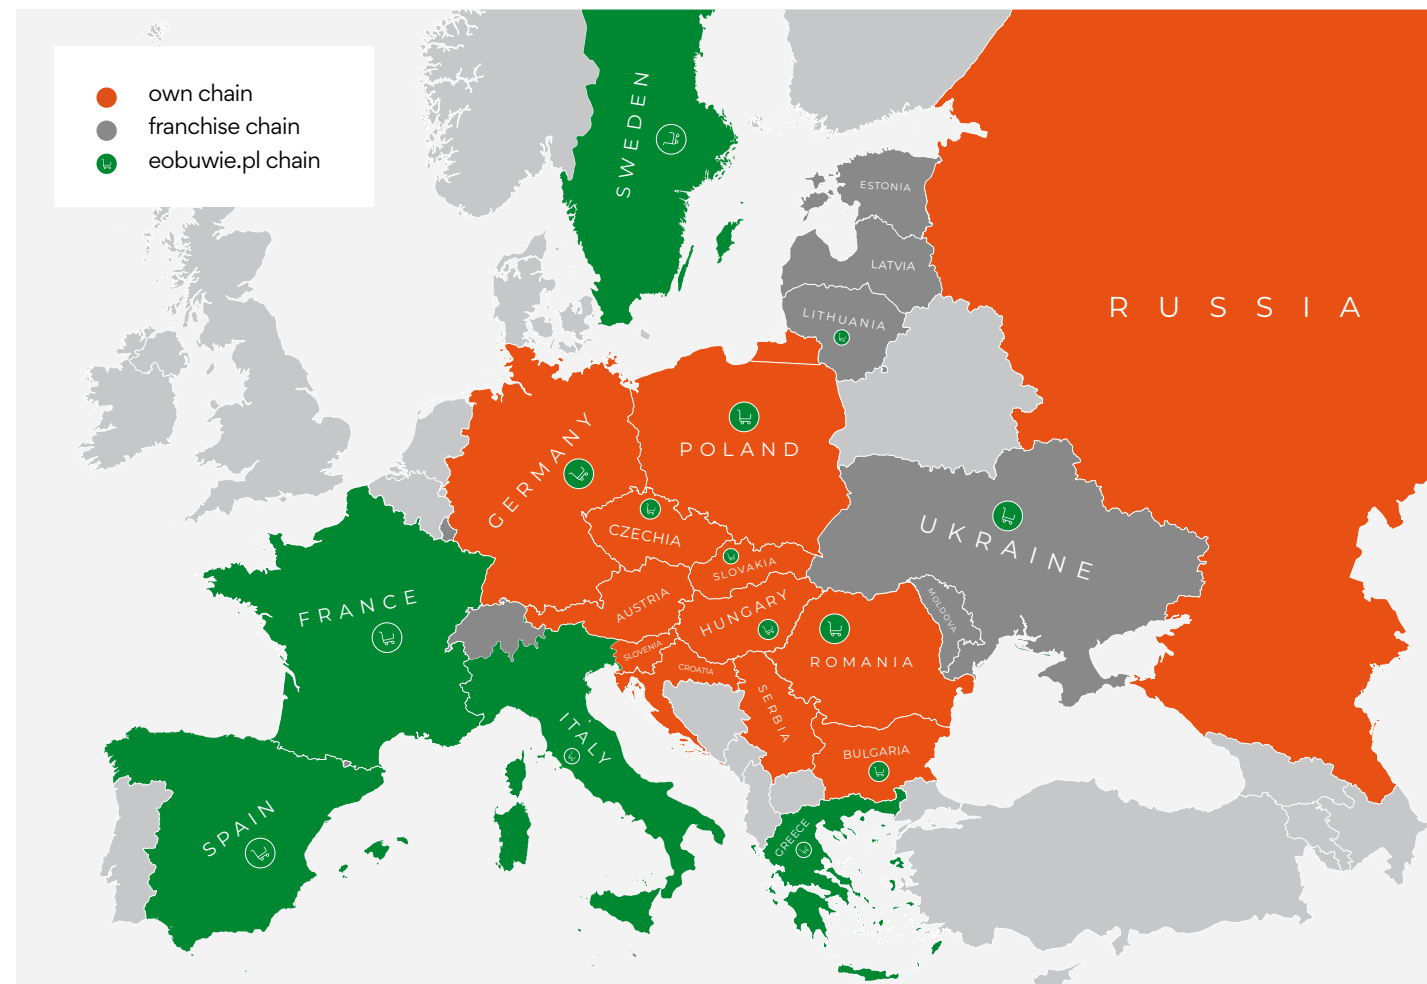 own chain
franchise chain
eobuwie.pl chain
SWEDEN
ESTONIA
LATVIA
LITHUANIA
RUSSIA
GERMANY
POLAND
CZECHIA
SLOVAKIA
UKRAINE
AUSTRIA
HUNGARY
MOLDOVA
FRANCE
SLOVENIA
CROATIA
ROMANIA
SERBIA
ITALY
BULGARIA
SPAIN
GREECE